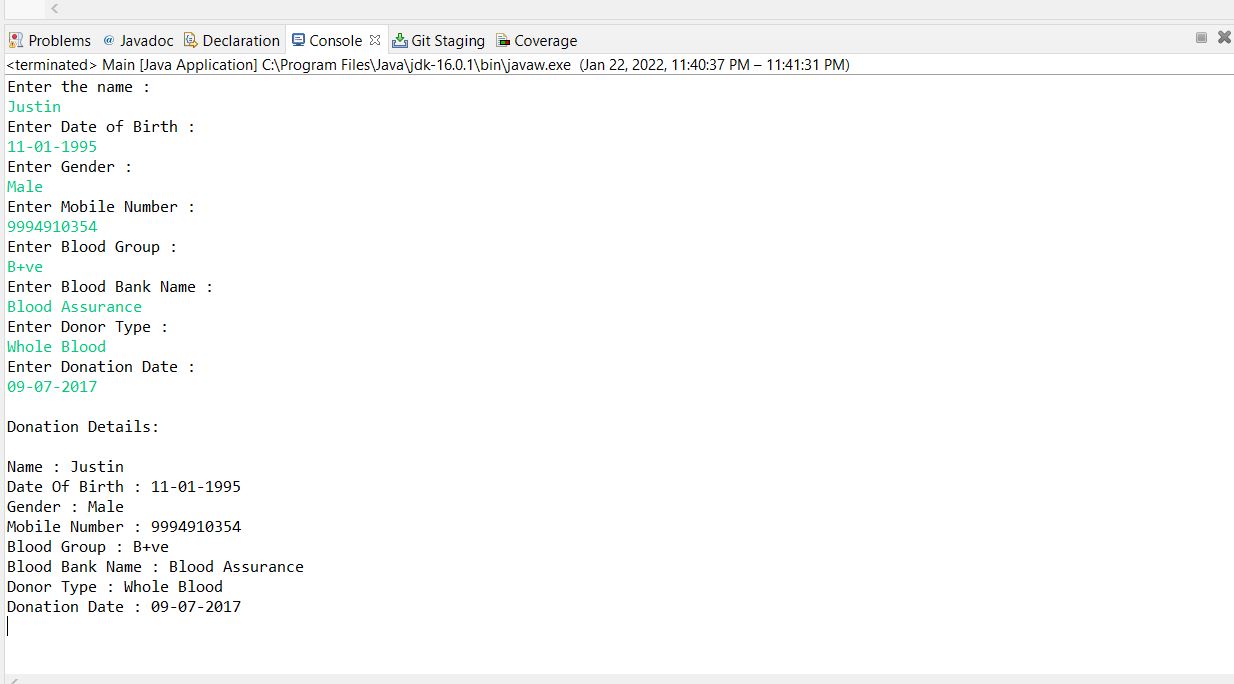 Problems @ Javadoc Declaration Console Git Staging Coverage
<terminated> Main [Java Application] C:\Program Files\Java\jdk-16.0.1\bin\javaw.exe (Jan 22, 2022, 11:40:37 PM – 11:41:31 PM)
Enter the name :
Justin
Enter Date of Birth :
11-01-1995
Enter Gender :
Male
Enter Mobile Number :
9994910354
Enter Blood Group :
B+ve
Enter Blood Bank Name :
Blood Assurance
Enter Donor Type :
Whole Blood
Enter Donation Date :
09-07-2017
Donation Details:
Name : Justin
Date Of Birth : 11-01-1995
Gender : Male
Mobile Number : 9994910354
Blood Group : B+ve
Blood Bank Name : Blood Assurance
Donor Type : Whole Blood
Donation Date : 09-07-2017